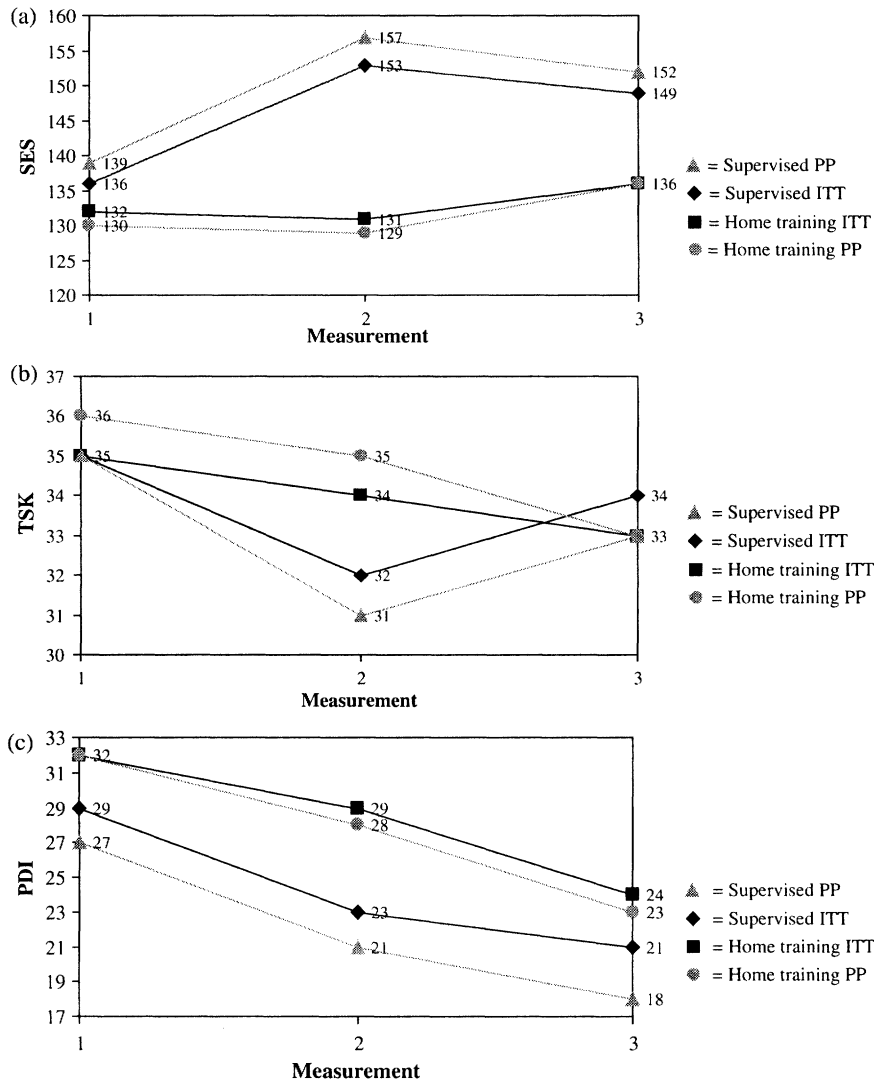 (a)
160
155
150
145
140
135
130
125
120
SES
139
136
132
130
157
153
131
129
152
149
136
1 2 3
Measurement
= Supervised PP
= Supervised ITT
= Home training ITT
= Home training PP
(b)
37
36
35
34
33
32
31
30
TSK
36
35
35
34
32
31
34
33
1 2 3
Measurement
= Supervised PP
= Supervised ITT
= Home training ITT
= Home training PP
(c)
33
31
29
27
25
23
21
19
17
PDI
32
29
27
29
28
23
21
24
23
21
18
1 2 3
Measurement
= Supervised PP
= Supervised ITT
= Home training ITT
= Home training PP